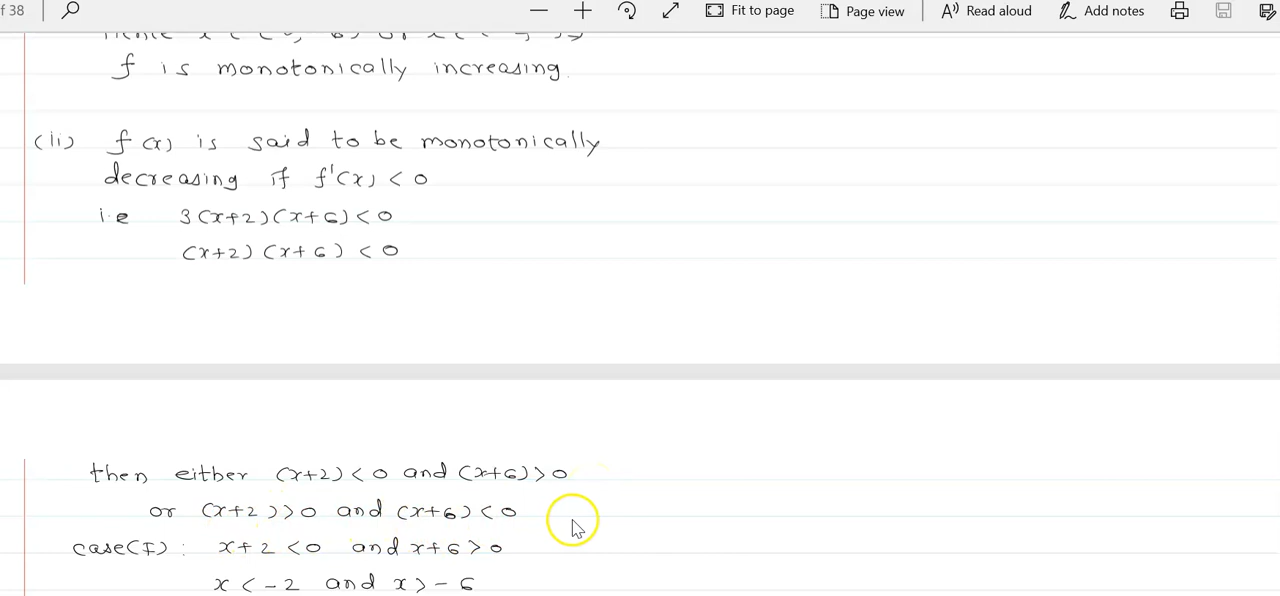 f 38 Fit to page Page view Read aloud Add notes
f is monotonically increasing.
(ii) f(x) is said to be monotonically
decreasing if f'(x) < 0
i.e 3(x+2)(x+6) < 0
(x+2) (x+6) < 0
then either (x+2) < 0 and (x+6) > 0
or (x+2) > 0 and (x+6) < 0
case(I) : x+2 < 0 and x+6 > 0
x < -2 and x > -6